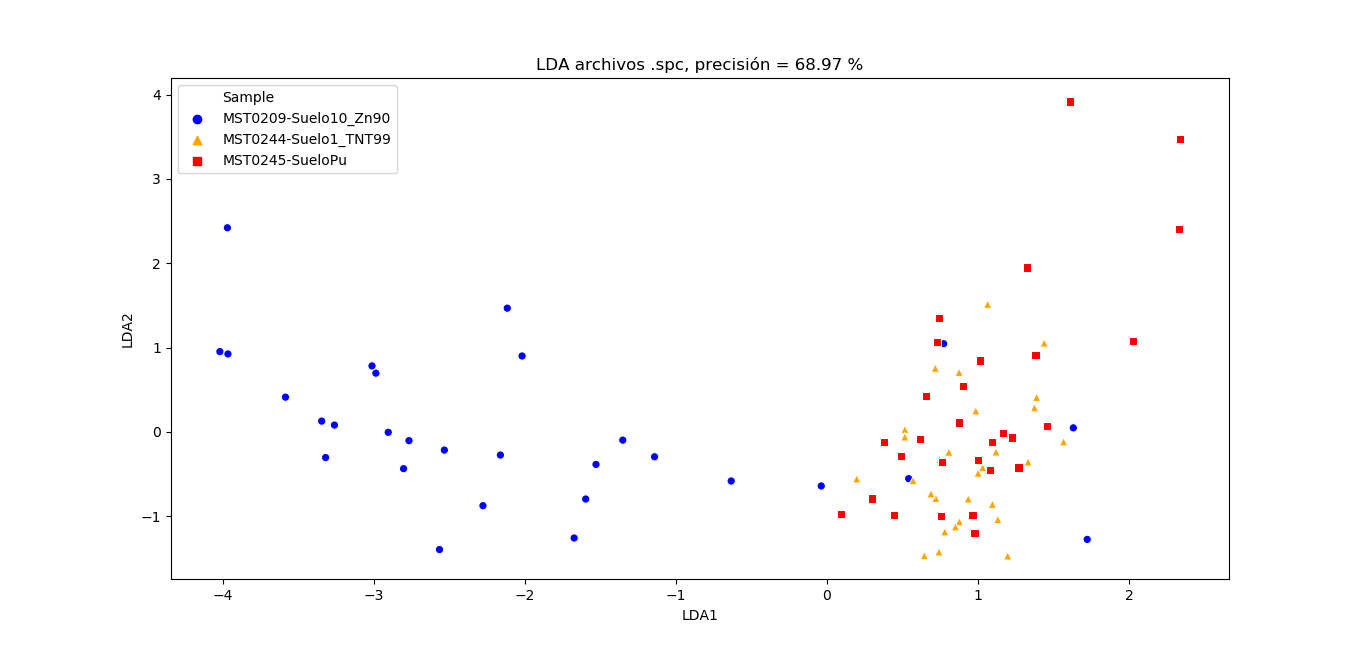 LDA archivos .spc, precisión = 68.97 %
Sample
MST0209-Suelo10_Zn90
MST0244-Suelo1_TNT99
MST0245-SueloPu
4
3
2
1
0
−1
LDA2
−4 −3 −2 −1 0 1 2
LDA1